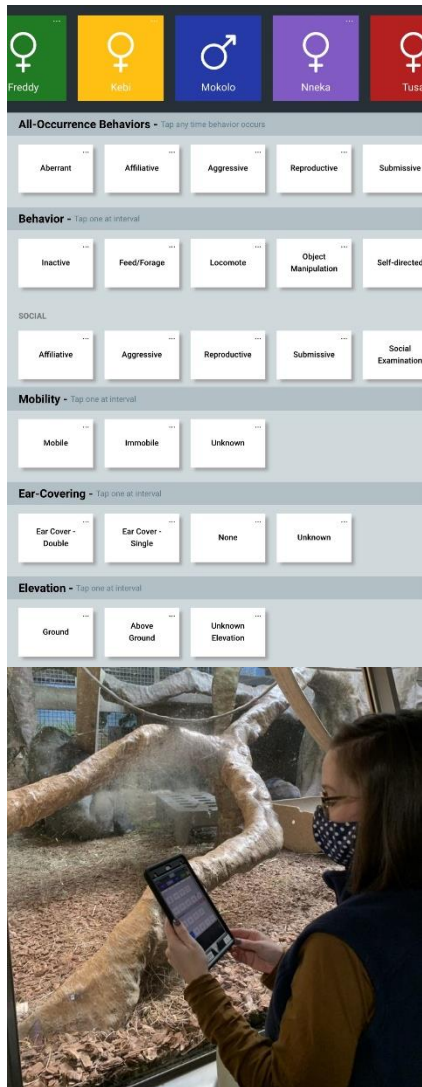 Freddy
Kebi
Mokolo
Nneka
Tusa
All-Occurrence Behaviors - Tap any time behavior occurs
Aberrant
Affiliative
Aggressive
Reproductive
Submissive
Behavior - Tap one at interval
Inactive
Feed/Forage
Locomote
Object
Manipulation
Self-directed
SOCIAL
Affiliative
Aggressive
Reproductive
Submissive
Social
Examination
Mobility - Tap one at interval
Mobile
Immobile
Unknown
Ear-Covering - Tap one at interval
Ear Cover -
Double
Ear Cover -
Single
None
Unknown
Elevation - Tap one at interval
Ground
Above
Ground
Unknown
Elevation